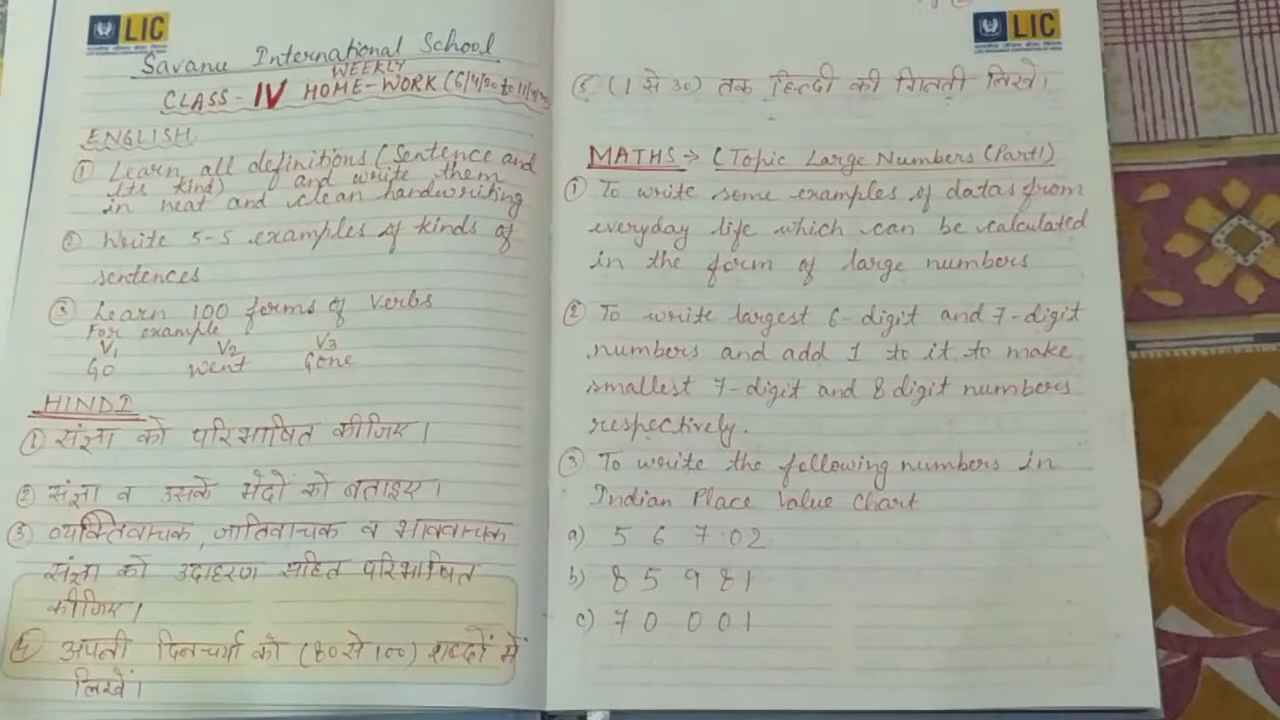 LIC
Savanu International School
WEEKLY
CLASS - IV HOME-WORK (6/4/20 to 11/4/20)
ENGLISH
① Learn all definitions (Sentence and
its kind) and write them
in neat and clean handwriting
② Write 5-5 examples of kinds of
sentences
③ Learn 100 forms of Verbs
For example
V1 V2 V3
Go Went Gone
HINDI
① संज्ञा को परिभाषित कीजिए।
② संज्ञा व उसके भेदों को बताइए।
③ व्यक्तिवाचक, जातिवाचक व भाववाचक
संज्ञा को उदाहरण सहित परिभाषित
कीजिए।
④ अपनी दिनचर्या को (80 से 100) शब्दों में
लिखें।
LIC
⑤ (1 से 30) तक हिन्दी की गिनती लिखें।
MATHS → (Topic Large Numbers (Part 1)
① To write some examples of datas from
everyday life which can be calculated
in the form of large numbers
② To write largest 6-digit and 7-digit
numbers and add 1 to it to make
smallest 7-digit and 8 digit numbers
respectively.
③ To write the following numbers in
Indian Place Value Chart
a) 5 6 7 0 2
b) 8 5 9 8 1
c) 7 0 0 0 1